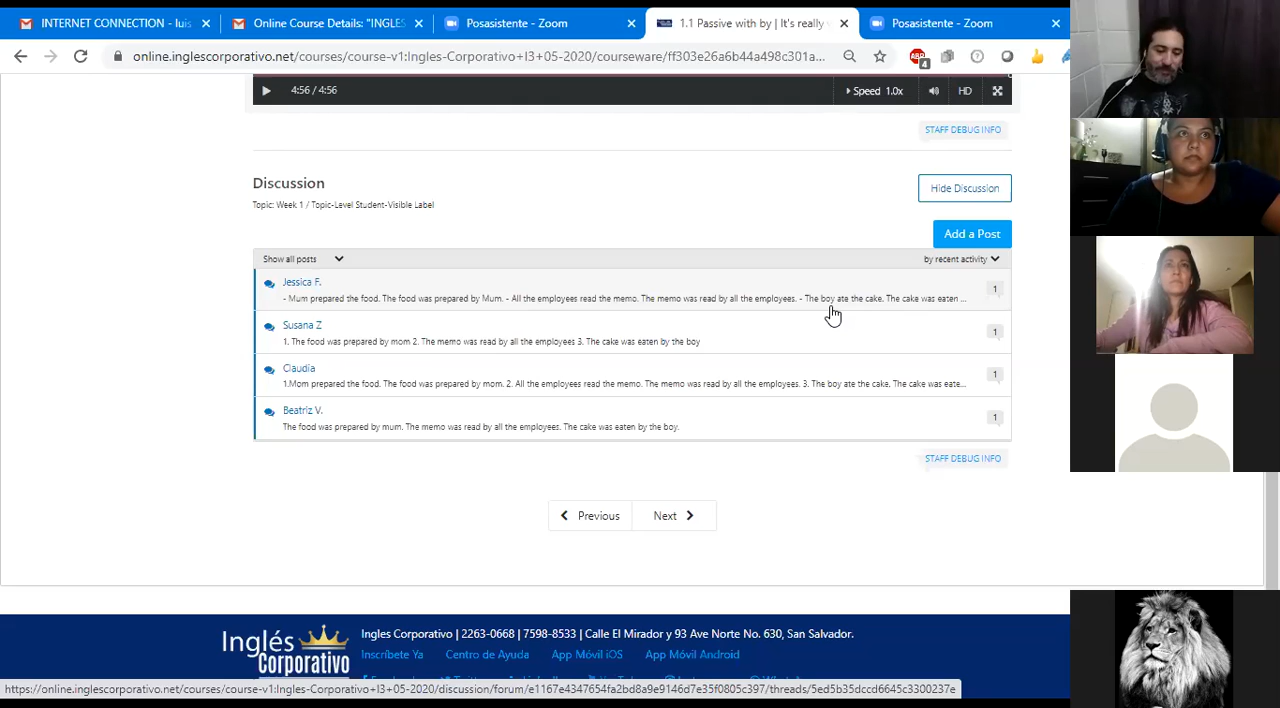 INTERNET CONNECTION - luis
Online Course Details: "INGLES
Posasistente - Zoom
1.1 Passive with by | It's really
Posasistente - Zoom
online.inglescorporativo.net/courses/course-v1:Ingles-Corporativo+I3+05-2020/courseware/ff303e26a6b44a498c301a...
4
4:56 / 4:56
Speed 1.0x
HD
STAFF DEBUG INFO
Discussion
Hide Discussion
Topic: Week 1 / Topic-Level Student-Visible Label
Add a Post
Show all posts
by recent activity
Jessica F.
- Mum prepared the food. The food was prepared by Mum. - All the employees read the memo. The memo was read by all the employees. - The boy ate the cake. The cake was eaten ...
1
Susana Z
1. The food was prepared by mom 2. The memo was read by all the employees 3. The cake was eaten by the boy
1
Claudia
1.Mom prepared the food. The food was prepared by mom. 2. All the employees read the memo. The memo was read by all the employees. 3. The boy ate the cake. The cake was eate...
1
Beatriz V.
The food was prepared by mum. The memo was read by all the employees. The cake was eaten by the boy.
1
STAFF DEBUG INFO
Previous
Next
Inglés
Corporativo
Ingles Corporativo | 2263-0668 | 7598-8533 | Calle El Mirador y 93 Ave Norte No. 630, San Salvador.
Inscríbete Ya
Centro de Ayuda
App Móvil iOS
App Móvil Android
https://online.inglescorporativo.net/courses/course-v1:Ingles-Corporativo+I3+05-2020/discussion/forum/e1167e4347654fa2bd8a9e9146d7e35f0805c397/threads/5ed5b35dccd6645c3300237e